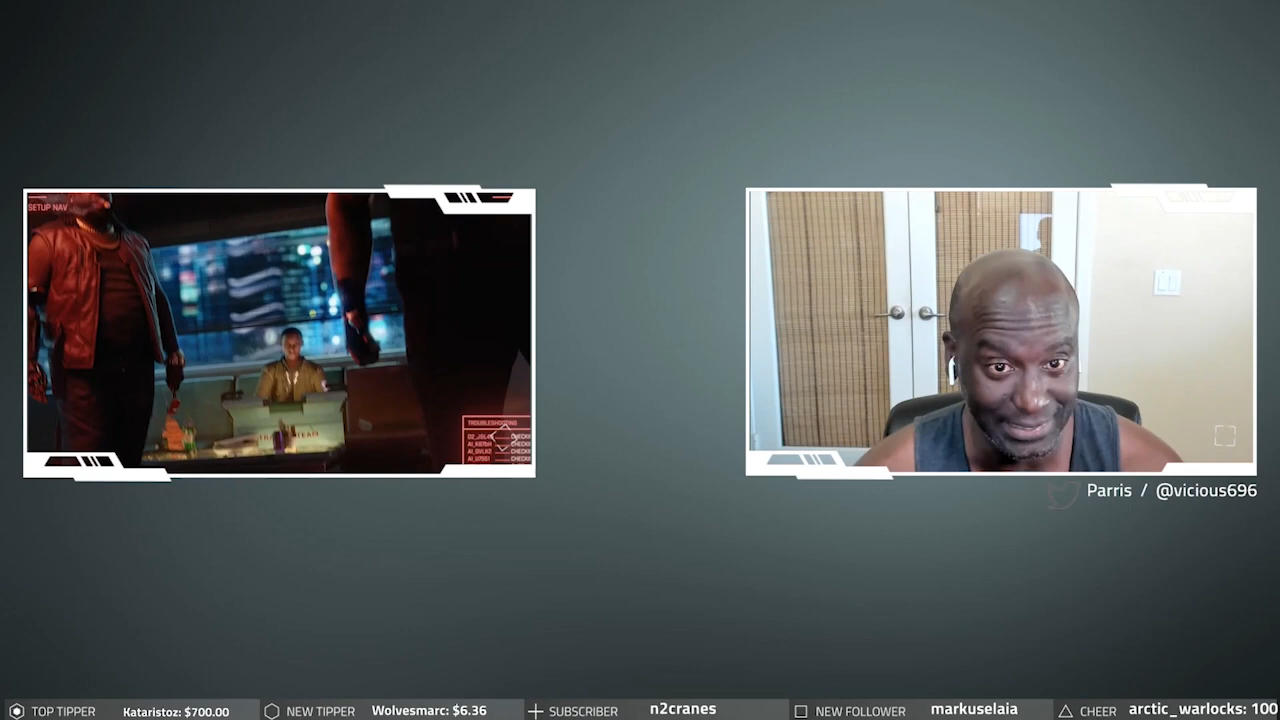 SETUP NAV
TROUBLESHOOTING
Parris / @vicious696
TOP TIPPER Kataristoz: $700.00 NEW TIPPER Wolvesmarc: $6.36 SUBSCRIBER n2cranes NEW FOLLOWER markuselaia CHEER arctic_warlocks: 100